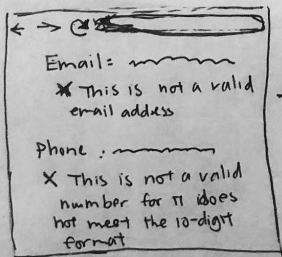 Email:
X This is not a valid
email address
Phone :
X This is not a valid
number for it does
not meet the 10-digit
format